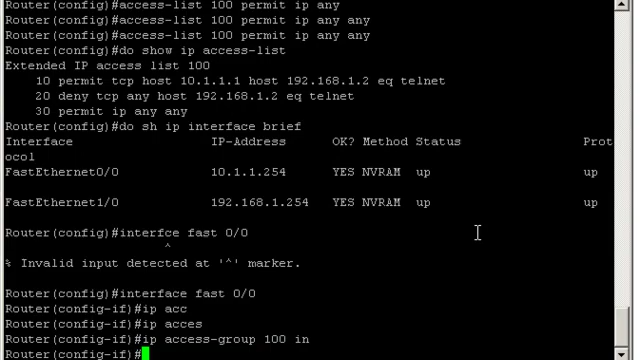 Router(config)#access-list 100 permit ip any
Router(config)#access-list 100 permit ip any any
Router(config)#access-list 100 permit ip any any
Router(config)#do show ip access-list
Extended IP access list 100
10 permit tcp host 10.1.1.1 host 192.168.1.2 eq telnet
20 deny tcp any host 192.168.1.2 eq telnet
30 permit ip any any
Router(config)#do sh ip interface brief
Interface IP-Address OK? Method Status Prot
ocol
FastEthernet0/0 10.1.1.254 YES NVRAM up up
FastEthernet1/0 192.168.1.254 YES NVRAM up up
Router(config)#interfce fast 0/0
^
% Invalid input detected at '^' marker.
Router(config)#interface fast 0/0
Router(config-if)#ip acc
Router(config-if)#ip acces
Router(config-if)#ip access-group 100 in
Router(config-if)#